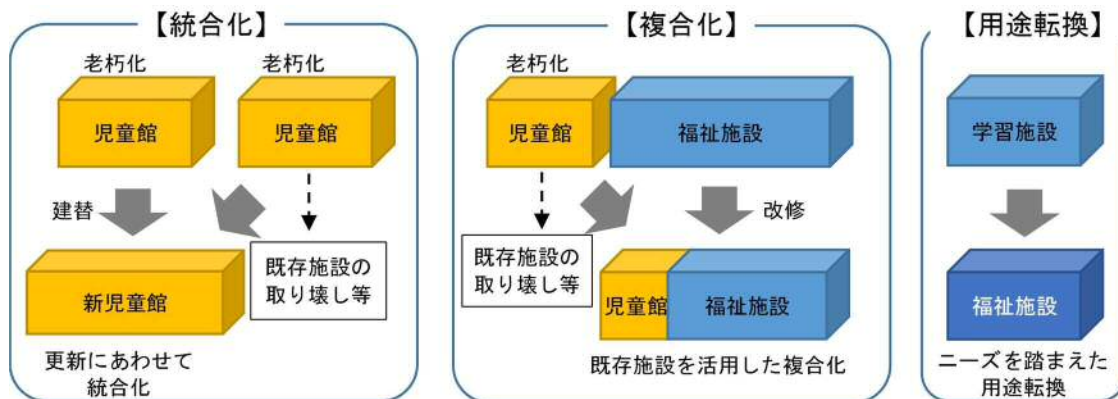 【統合化】
老朽化
老朽化
児童館
児童館
建替
既存施設の
取り壊し等
新児童館
更新にあわせて
統合化
【複合化】
老朽化
児童館
福祉施設
改修
既存施設の
取り壊し等
児童館
福祉施設
既存施設を活用した複合化
【用途転換】
学習施設
福祉施設
ニーズを踏まえた
用途転換